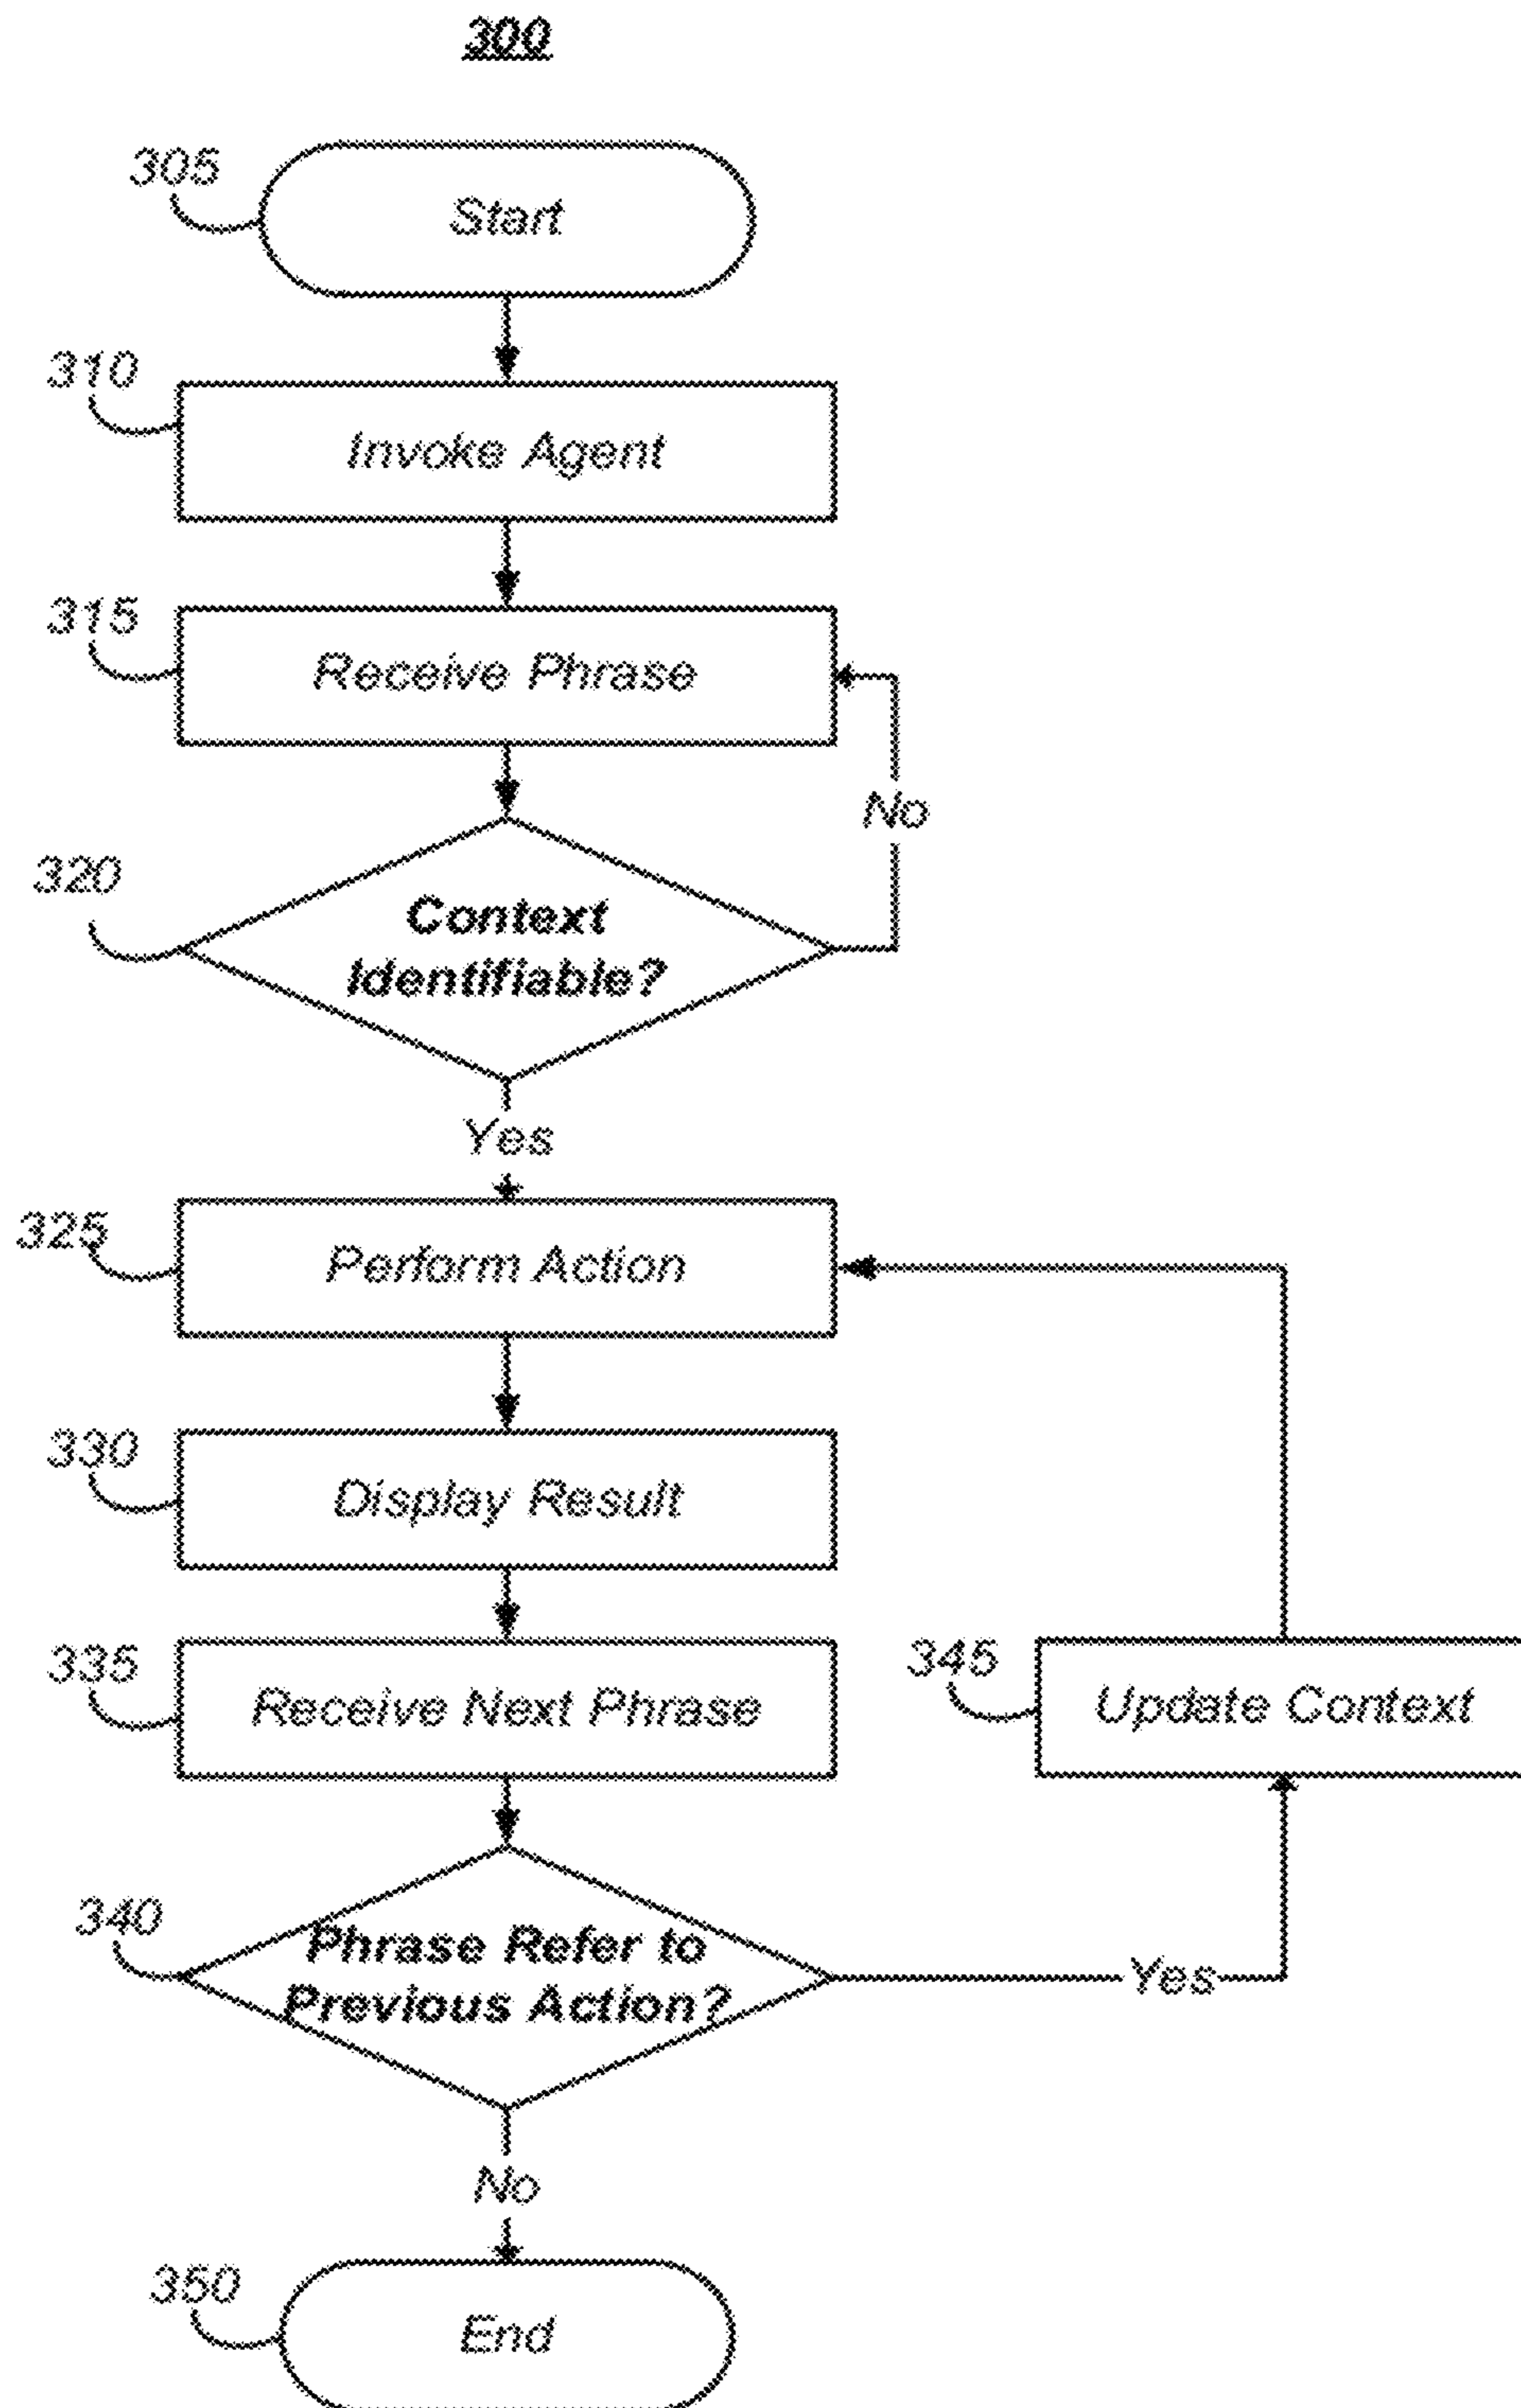 300
305
Start
310
Invoke Agent
315
Receive Phrase
No
320
Context
Identifiable?
Yes
325
Perform Action
330
Display Result
335
Receive Next Phrase
345
Update Context
340
Phrase Refer to
Previous Action?
Yes
No
350
End